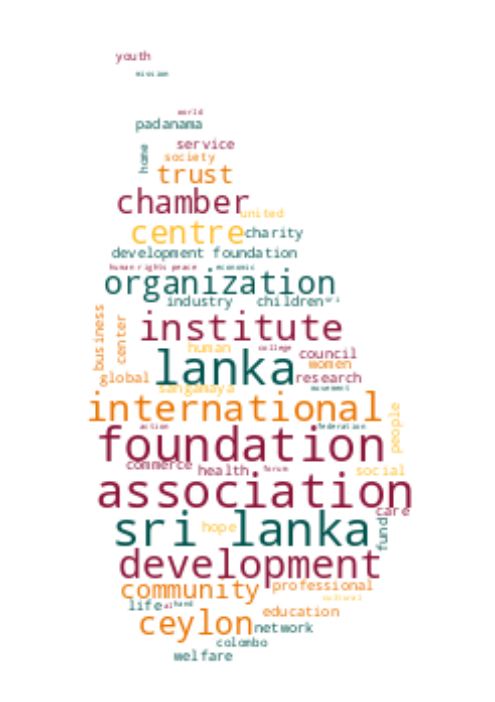 youth
mission
world
padanama
service
home
society
trust
chamber
united
centre
charity
development foundation
human rights peace economic
organization
industry children sri
business
center
institute
human college council
lanka
women
global research
sangamaya movement
international
people
action federation
foundation
commerce health forum social
association
care
sri lanka
hope
fund
development
community professional
cultural
life al hand
education
ceylon network
colombo
welfare